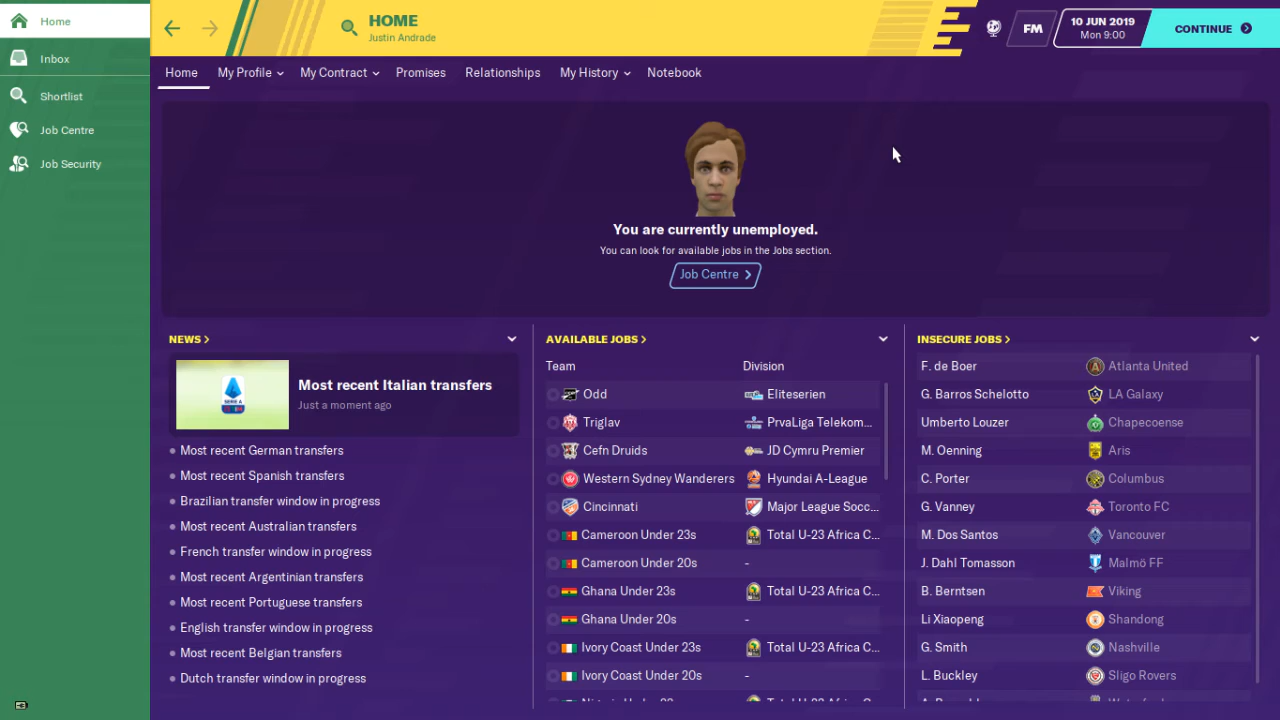 Home
Inbox
Shortlist
Job Centre
Job Security
HOME
Justin Andrade
FM
10 JUN 2019
Mon 9:00
CONTINUE
Home My Profile My Contract Promises Relationships My History Notebook
You are currently unemployed.
You can look for available jobs in the Jobs section.
Job Centre
NEWS
Most recent Italian transfers
Just a moment ago
Most recent German transfers
Most recent Spanish transfers
Brazilian transfer window in progress
Most recent Australian transfers
French transfer window in progress
Most recent Argentinian transfers
Most recent Portuguese transfers
English transfer window in progress
Most recent Belgian transfers
Dutch transfer window in progress
AVAILABLE JOBS
Team Division
Odd Eliteserien
Triglav PrvaLiga Telekom...
Cefn Druids JD Cymru Premier
Western Sydney Wanderers Hyundai A-League
Cincinnati Major League Socc...
Cameroon Under 23s Total U-23 Africa C...
Cameroon Under 20s -
Ghana Under 23s Total U-23 Africa C...
Ghana Under 20s -
Ivory Coast Under 23s Total U-23 Africa C...
Ivory Coast Under 20s -
INSECURE JOBS
F. de Boer Atlanta United
G. Barros Schelotto LA Galaxy
Umberto Louzer Chapecoense
M. Oenning Aris
C. Porter Columbus
G. Vanney Toronto FC
M. Dos Santos Vancouver
J. Dahl Tomasson Malmö FF
B. Berntsen Viking
Li Xiaopeng Shandong
G. Smith Nashville
L. Buckley Sligo Rovers